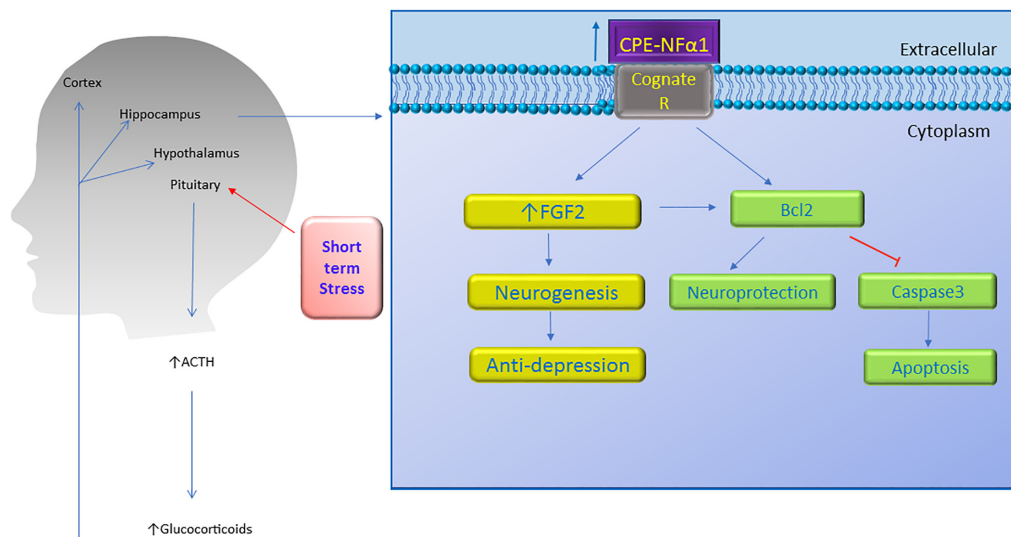 Cortex
Hippocampus
Hypothalamus
Pituitary
Short
term
Stress
↑ACTH
↑Glucocorticoids
CPE-NFα1
Cognate
R
Extracellular
Cytoplasm
↑FGF2
Bcl2
Neurogenesis
Neuroprotection
Caspase3
Anti-depression
Apoptosis